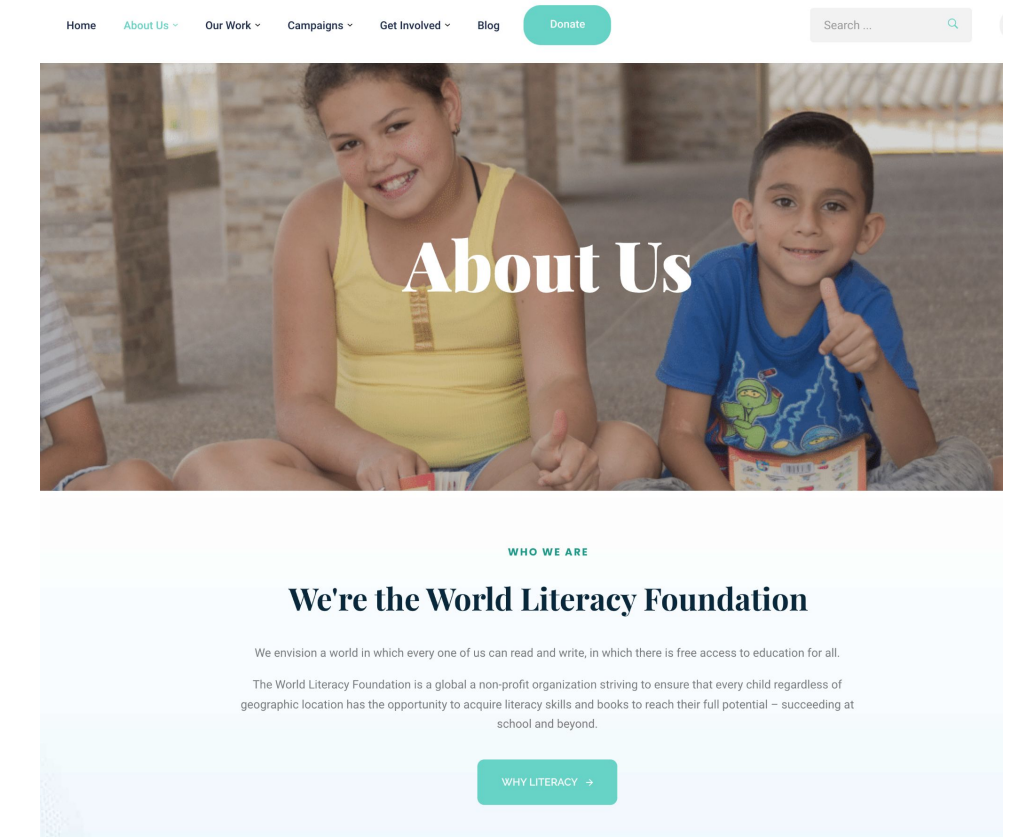 Home About Us Our Work Campaigns Get Involved Blog Donate Search ...
About Us
WHO WE ARE
We're the World Literacy Foundation
We envision a world in which every one of us can read and write, in which there is free access to education for all.
The World Literacy Foundation is a global a non-profit organization striving to ensure that every child regardless of
geographic location has the opportunity to acquire literacy skills and books to reach their full potential – succeeding at
school and beyond.
WHY LITERACY →